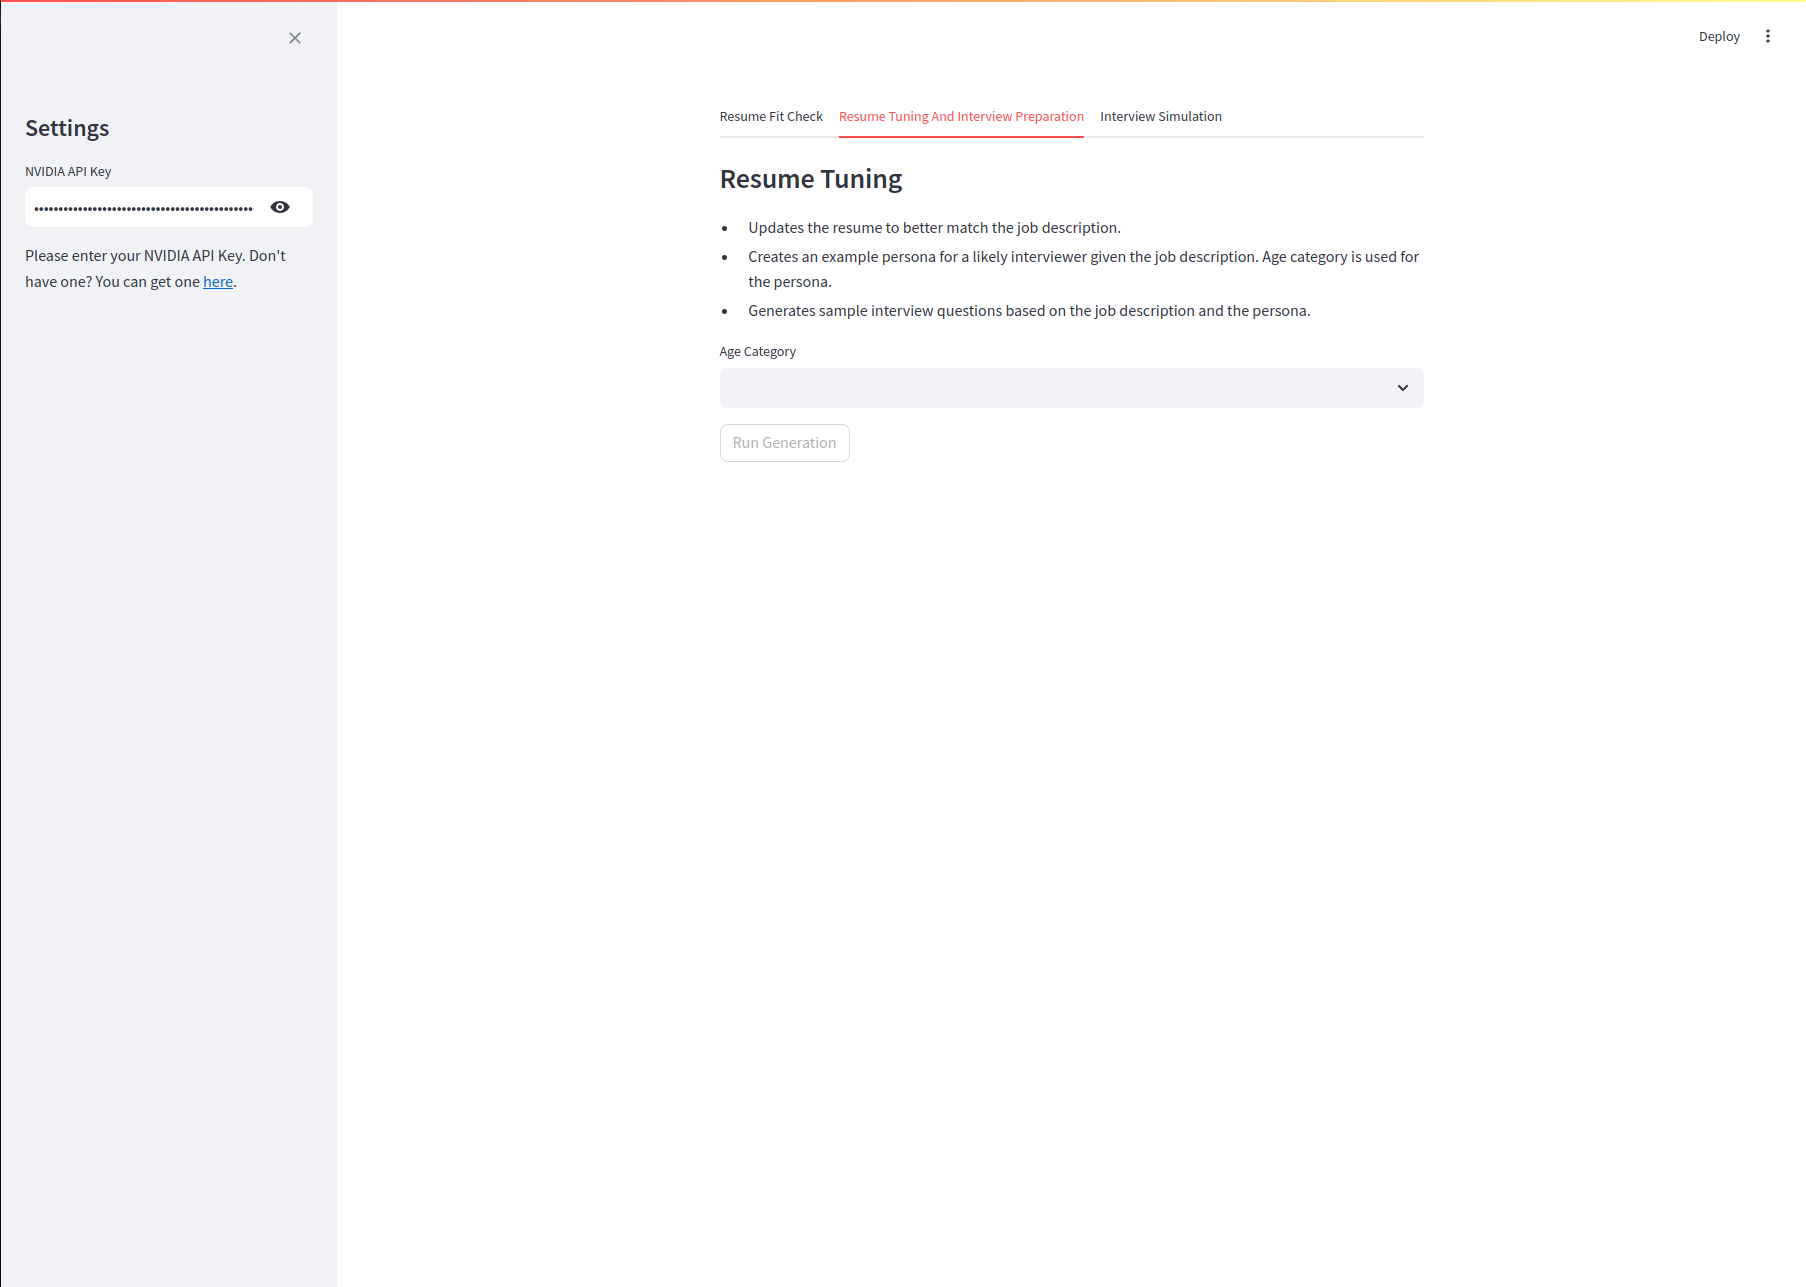 Deploy
Settings
NVIDIA API Key
••••••••••••••••••••••••••••••••••••••••••••••
Please enter your NVIDIA API Key. Don't
have one? You can get one here.
Resume Fit Check Resume Tuning And Interview Preparation Interview Simulation
Resume Tuning
• Updates the resume to better match the job description.
• Creates an example persona for a likely interviewer given the job description. Age category is used for
the persona.
• Generates sample interview questions based on the job description and the persona.
Age Category
Run Generation